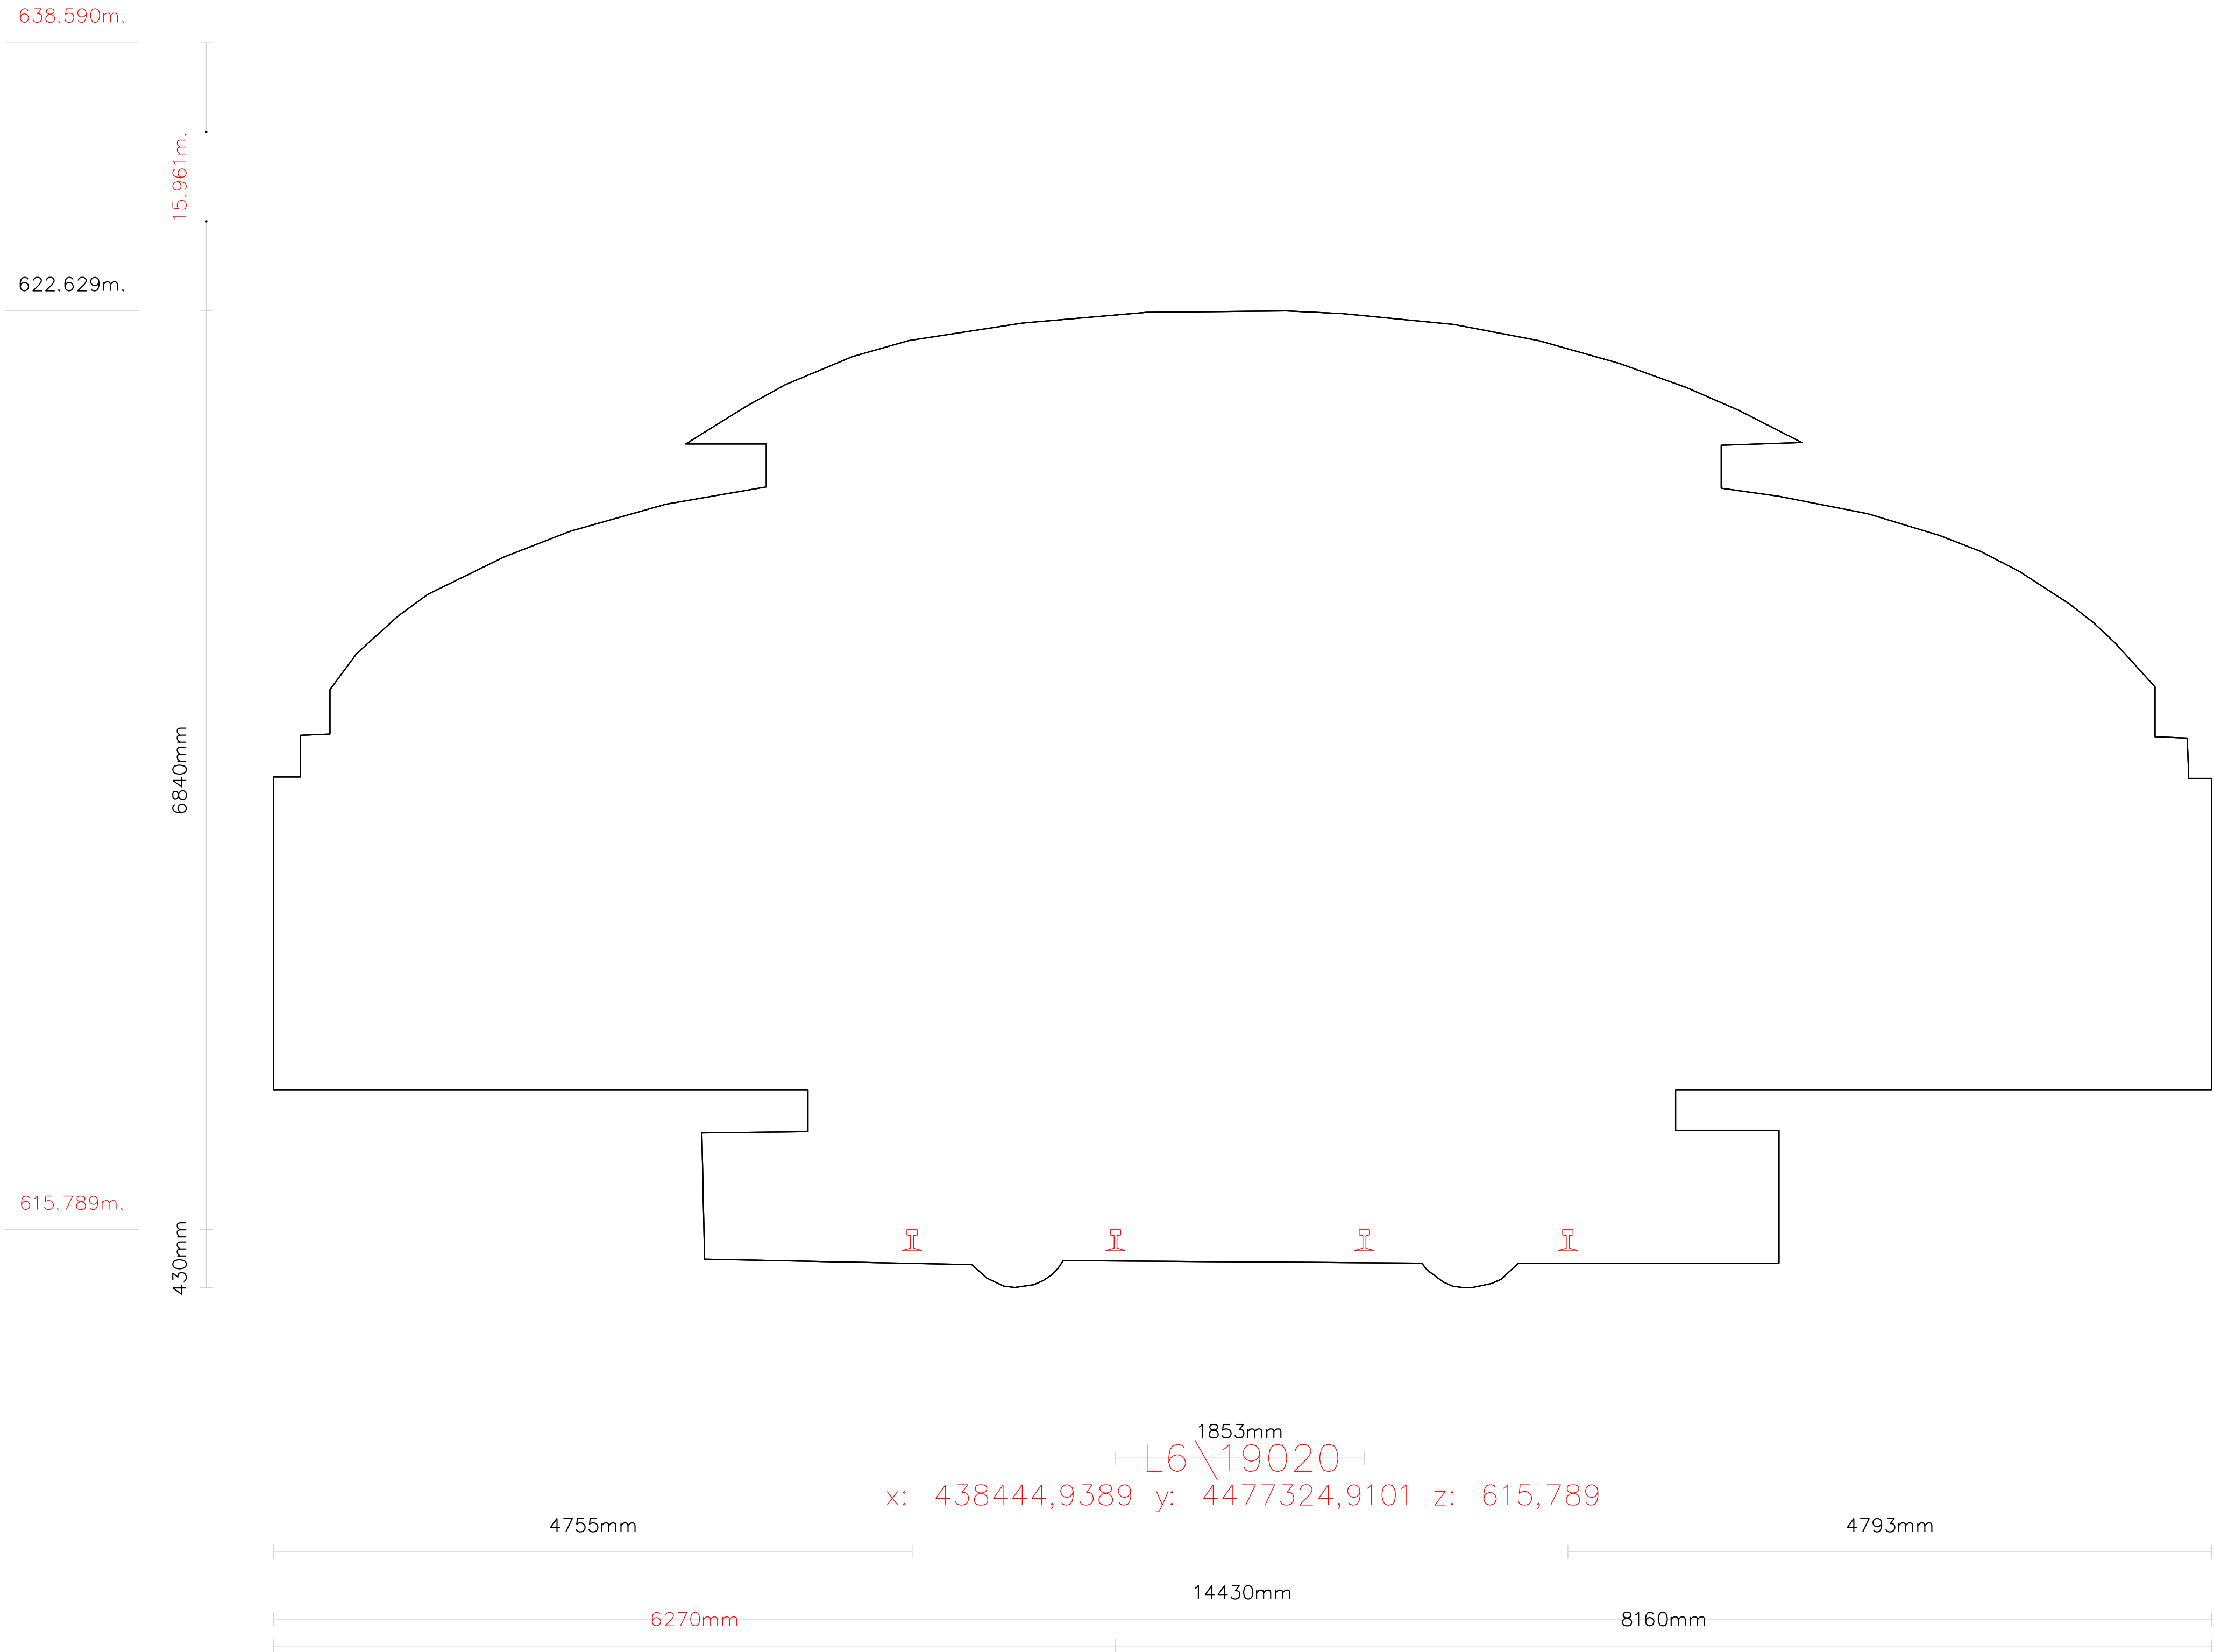 638.590m.
15.961m.
622.629m.
6840mm
615.789m.
430mm
1853mm
L6\19020
x: 438444,9389 y: 4477324,9101 z: 615,789
4755mm
4793mm
14430mm
6270mm
8160mm